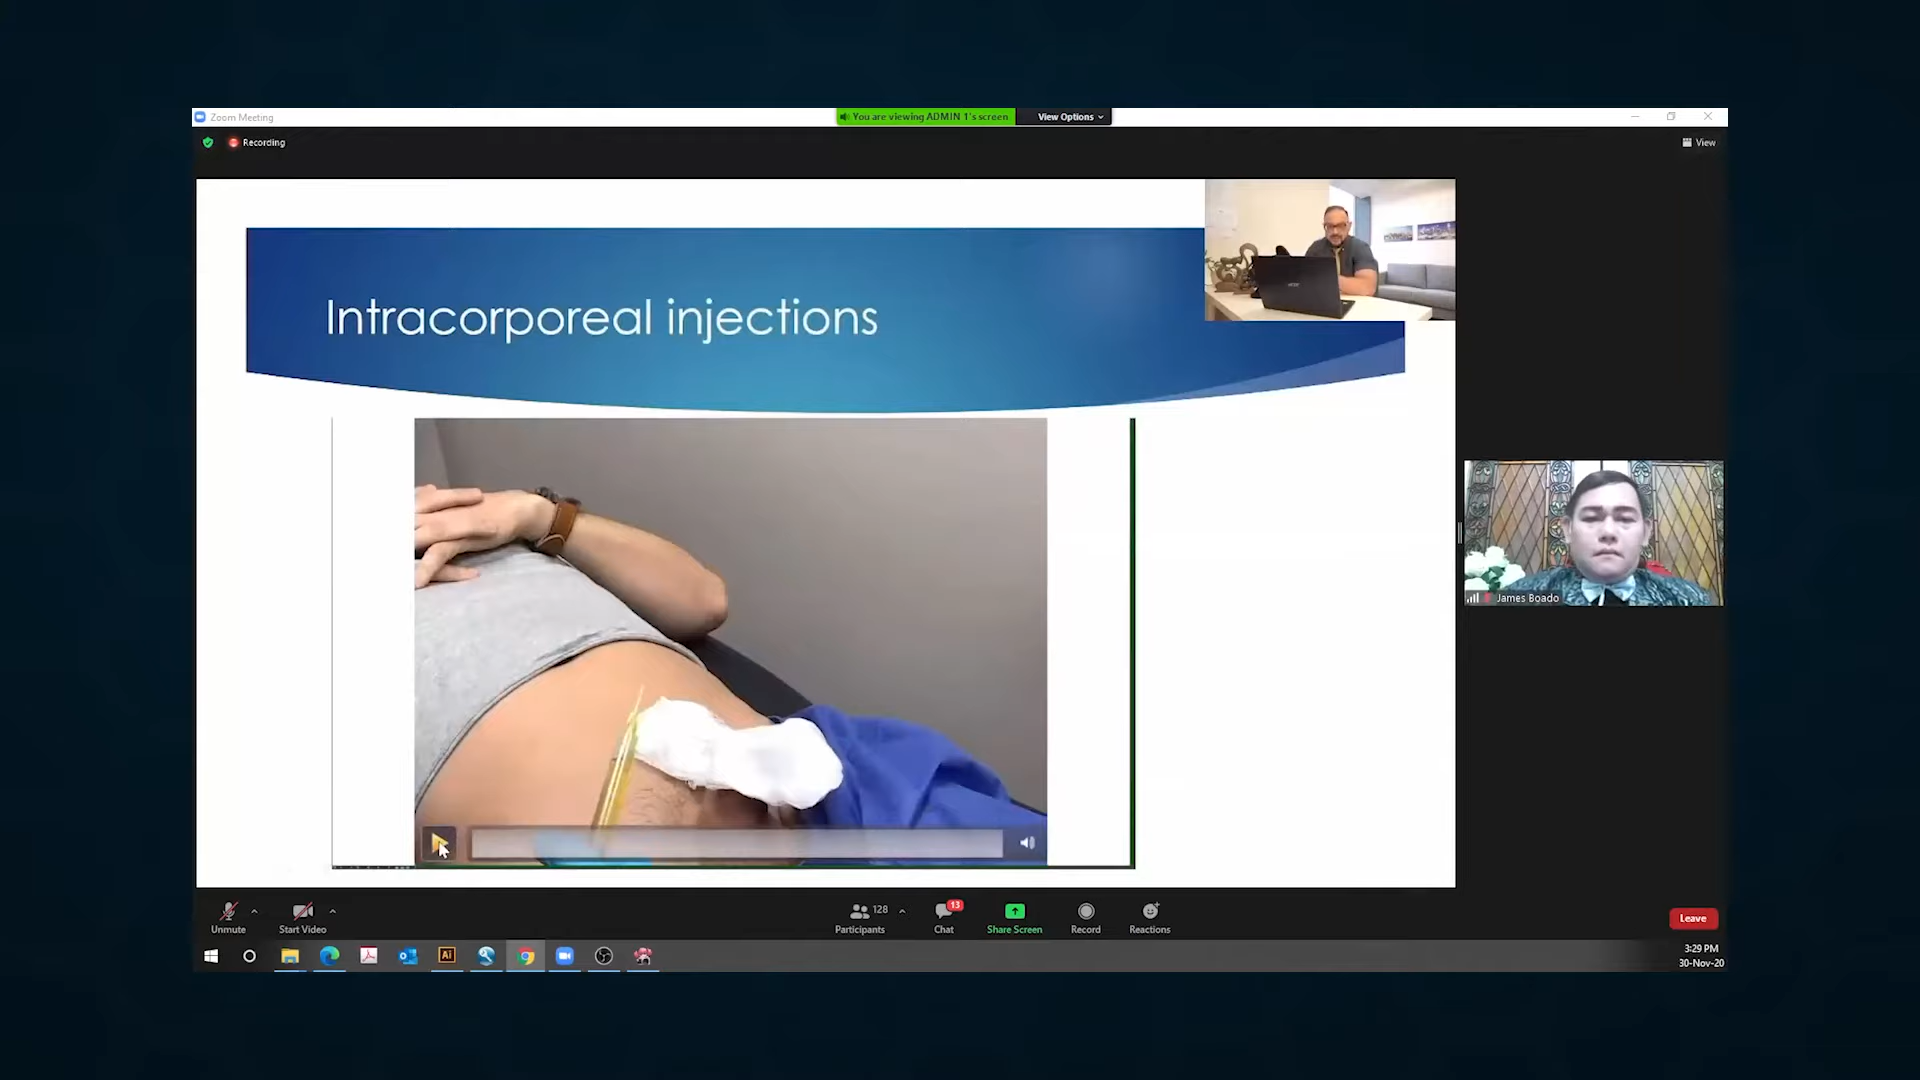 Zoom Meeting
You are viewing ADMIN 1's screen
View Options
Recording
View
Intracorporeal injections
James Boado
Unmute
Start Video
128
Participants
13
Chat
Share Screen
Record
Reactions
Leave
Ai
3:29 PM
30-Nov-20